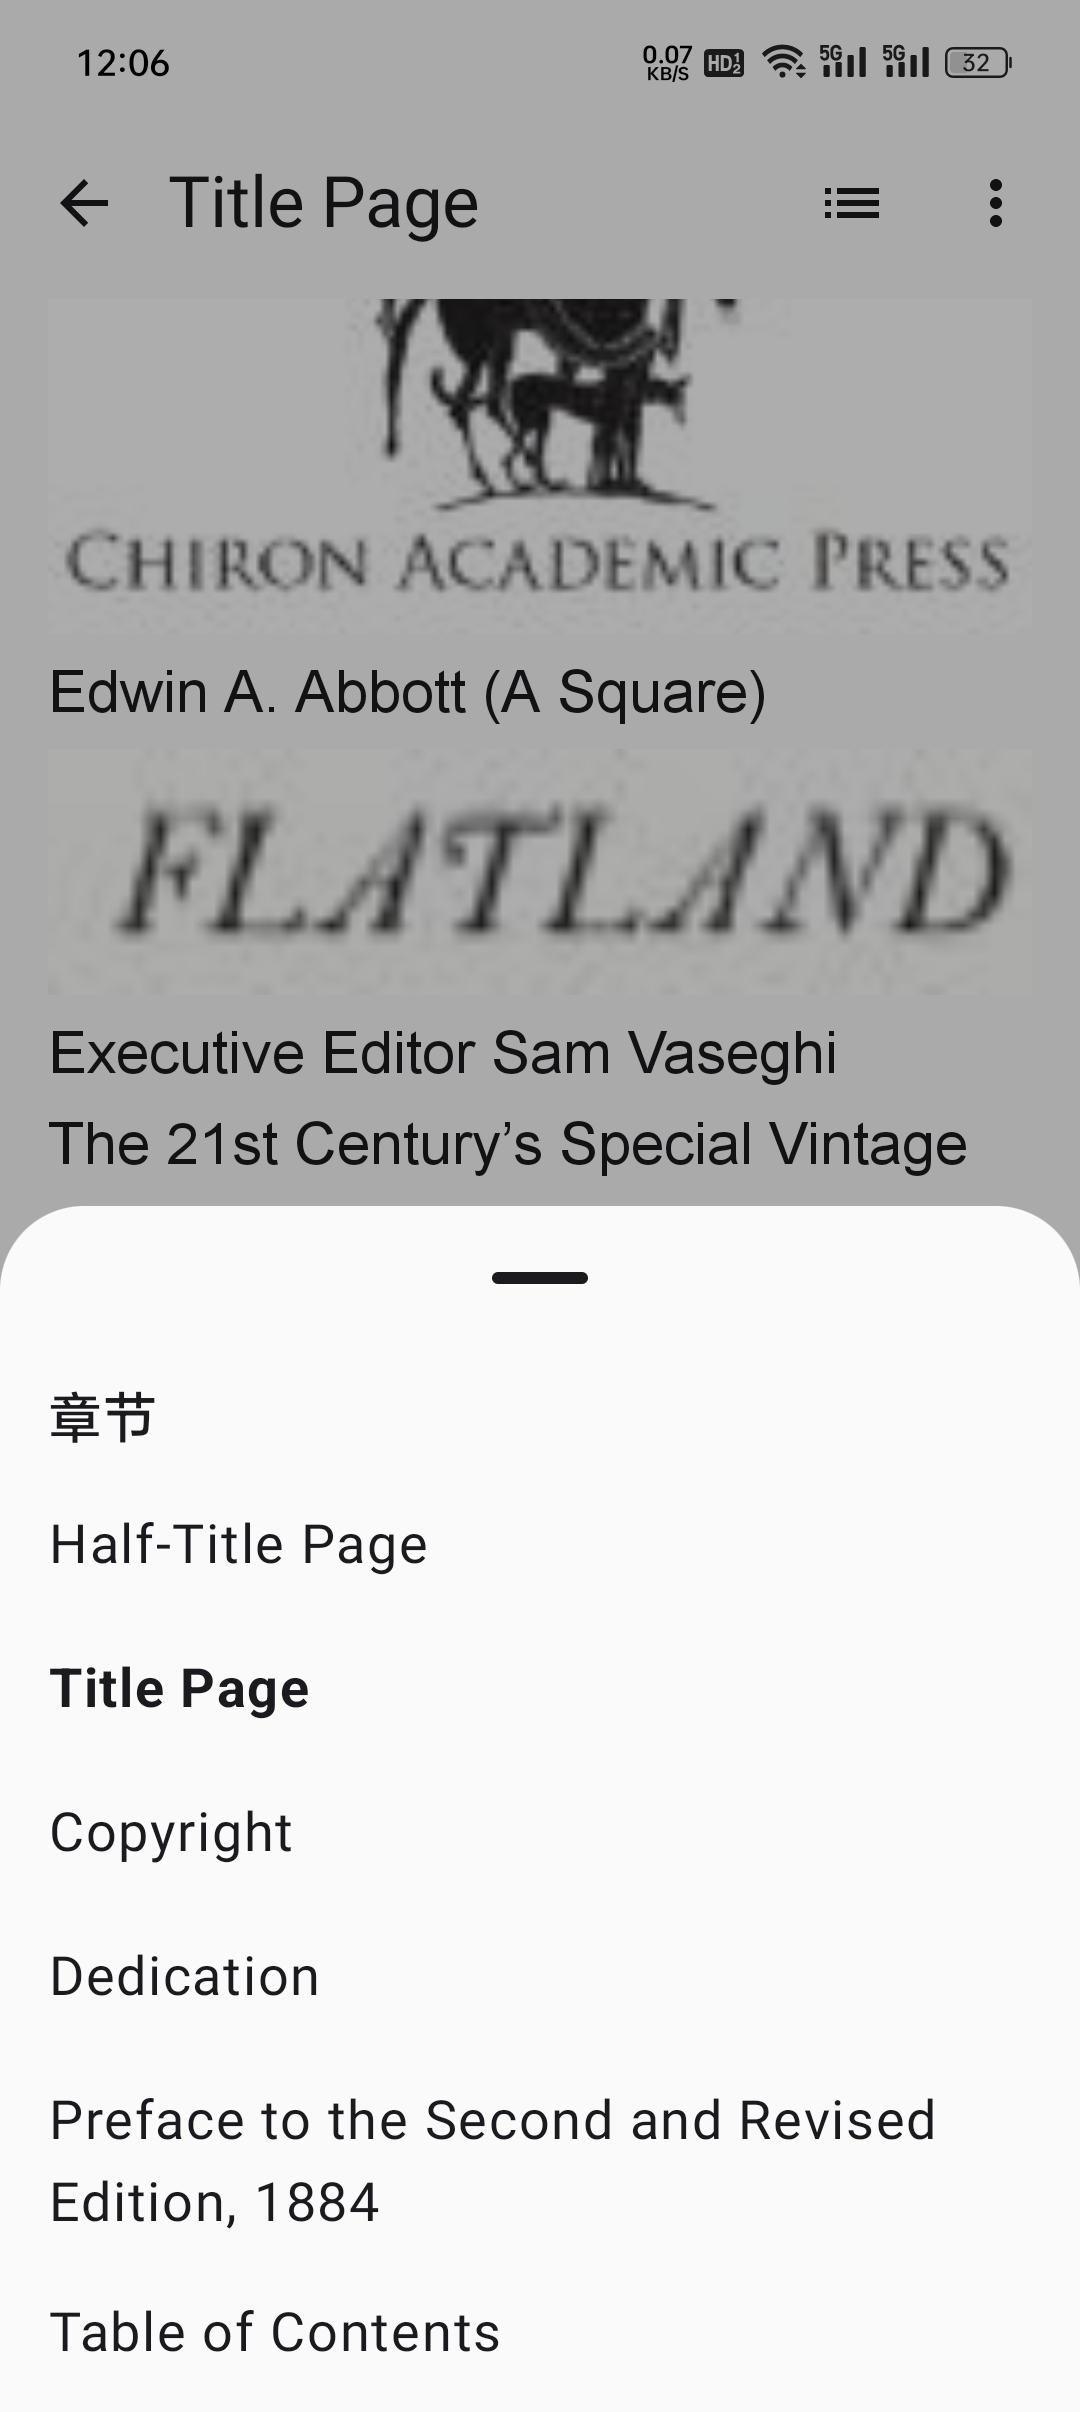 12:06
0.07
KB/S
HD 1 2
5G
5G
32
Title Page
CHIRON ACADEMIC PRESS
Edwin A. Abbott (A Square)
FLATLAND
Executive Editor Sam Vaseghi
The 21st Century’s Special Vintage
章节
Half-Title Page
Title Page
Copyright
Dedication
Preface to the Second and Revised
Edition, 1884
Table of Contents